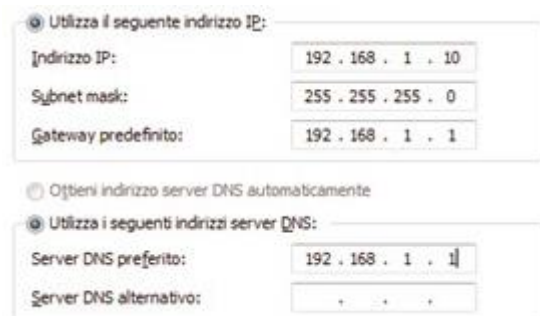 Utilizza il seguente indirizzo IP:
Indirizzo IP: 192 . 168 . 1 . 10
Subnet mask: 255 . 255 . 255 . 0
Gateway predefinito: 192 . 168 . 1 . 1
Ottieni indirizzo server DNS automaticamente
Utilizza i seguenti indirizzi server DNS:
Server DNS preferito: 192 . 168 . 1 . 1
Server DNS alternativo: . . .